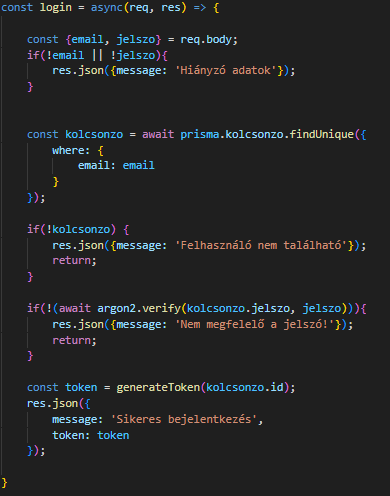 const login = async(req, res) => {
const {email, jelszo} = req.body;
if(!email || !jelszo){
res.json({message: 'Hiányzó adatok'});
}
const kolcsonzo = await prisma.kolcsonzo.findUnique({
where: {
email: email
}
});
if(!kolcsonzo) {
res.json({message: 'Felhasználó nem található'});
return;
}
if(!(await argon2.verify(kolcsonzo.jelszo, jelszo))){
res.json({message: 'Nem megfelelő a jelszó!'});
return;
}
const token = generateToken(kolcsonzo.id);
res.json({
message: 'Sikeres bejelentkezés',
token: token
});
}